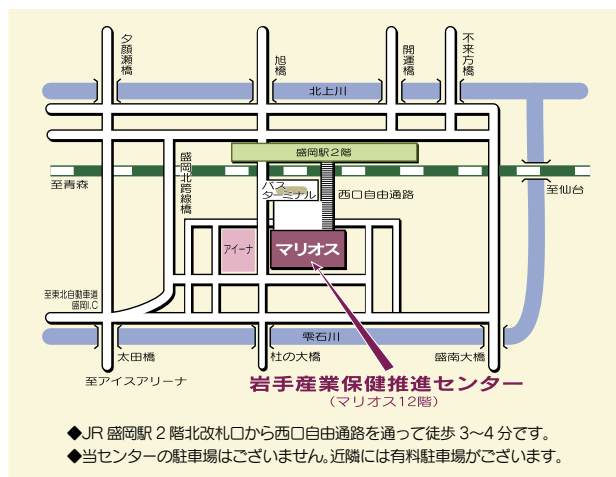 夕顔瀬橋
旭橋
開運橋
不来方橋
北上川
盛岡駅2階
盛岡北跨線橋
至青森
バス
ターミナル
西口自由通路
至仙台
アイーナ
マリオス
至東北自動車道
盛岡I.C
雫石川
太田橋
杜の大橋
盛南大橋
至アイスアリーナ
岩手産業保健推進センター
(マリオス12階)
◆JR盛岡駅2階北改札口から西口自由通路を通って徒歩3〜4分です。
◆当センターの駐車場はございません。近隣には有料駐車場がございます。